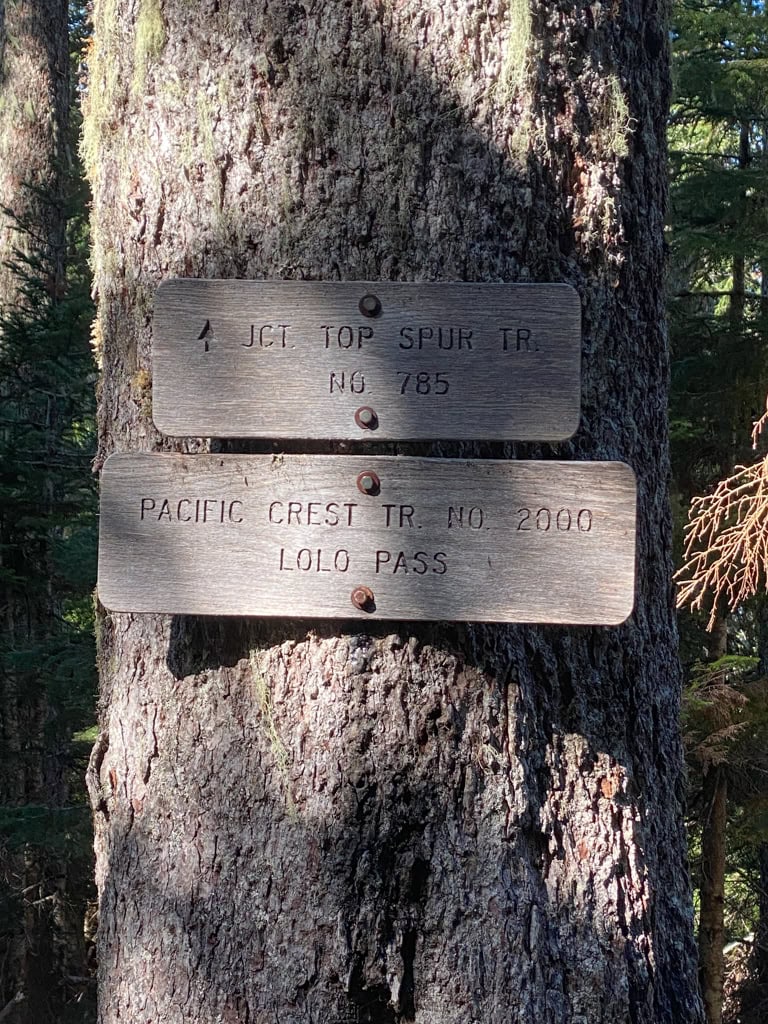 JCT. TOP SPUR TR.
NO. 785
PACIFIC CREST TR. NO. 2000
LOLO PASS